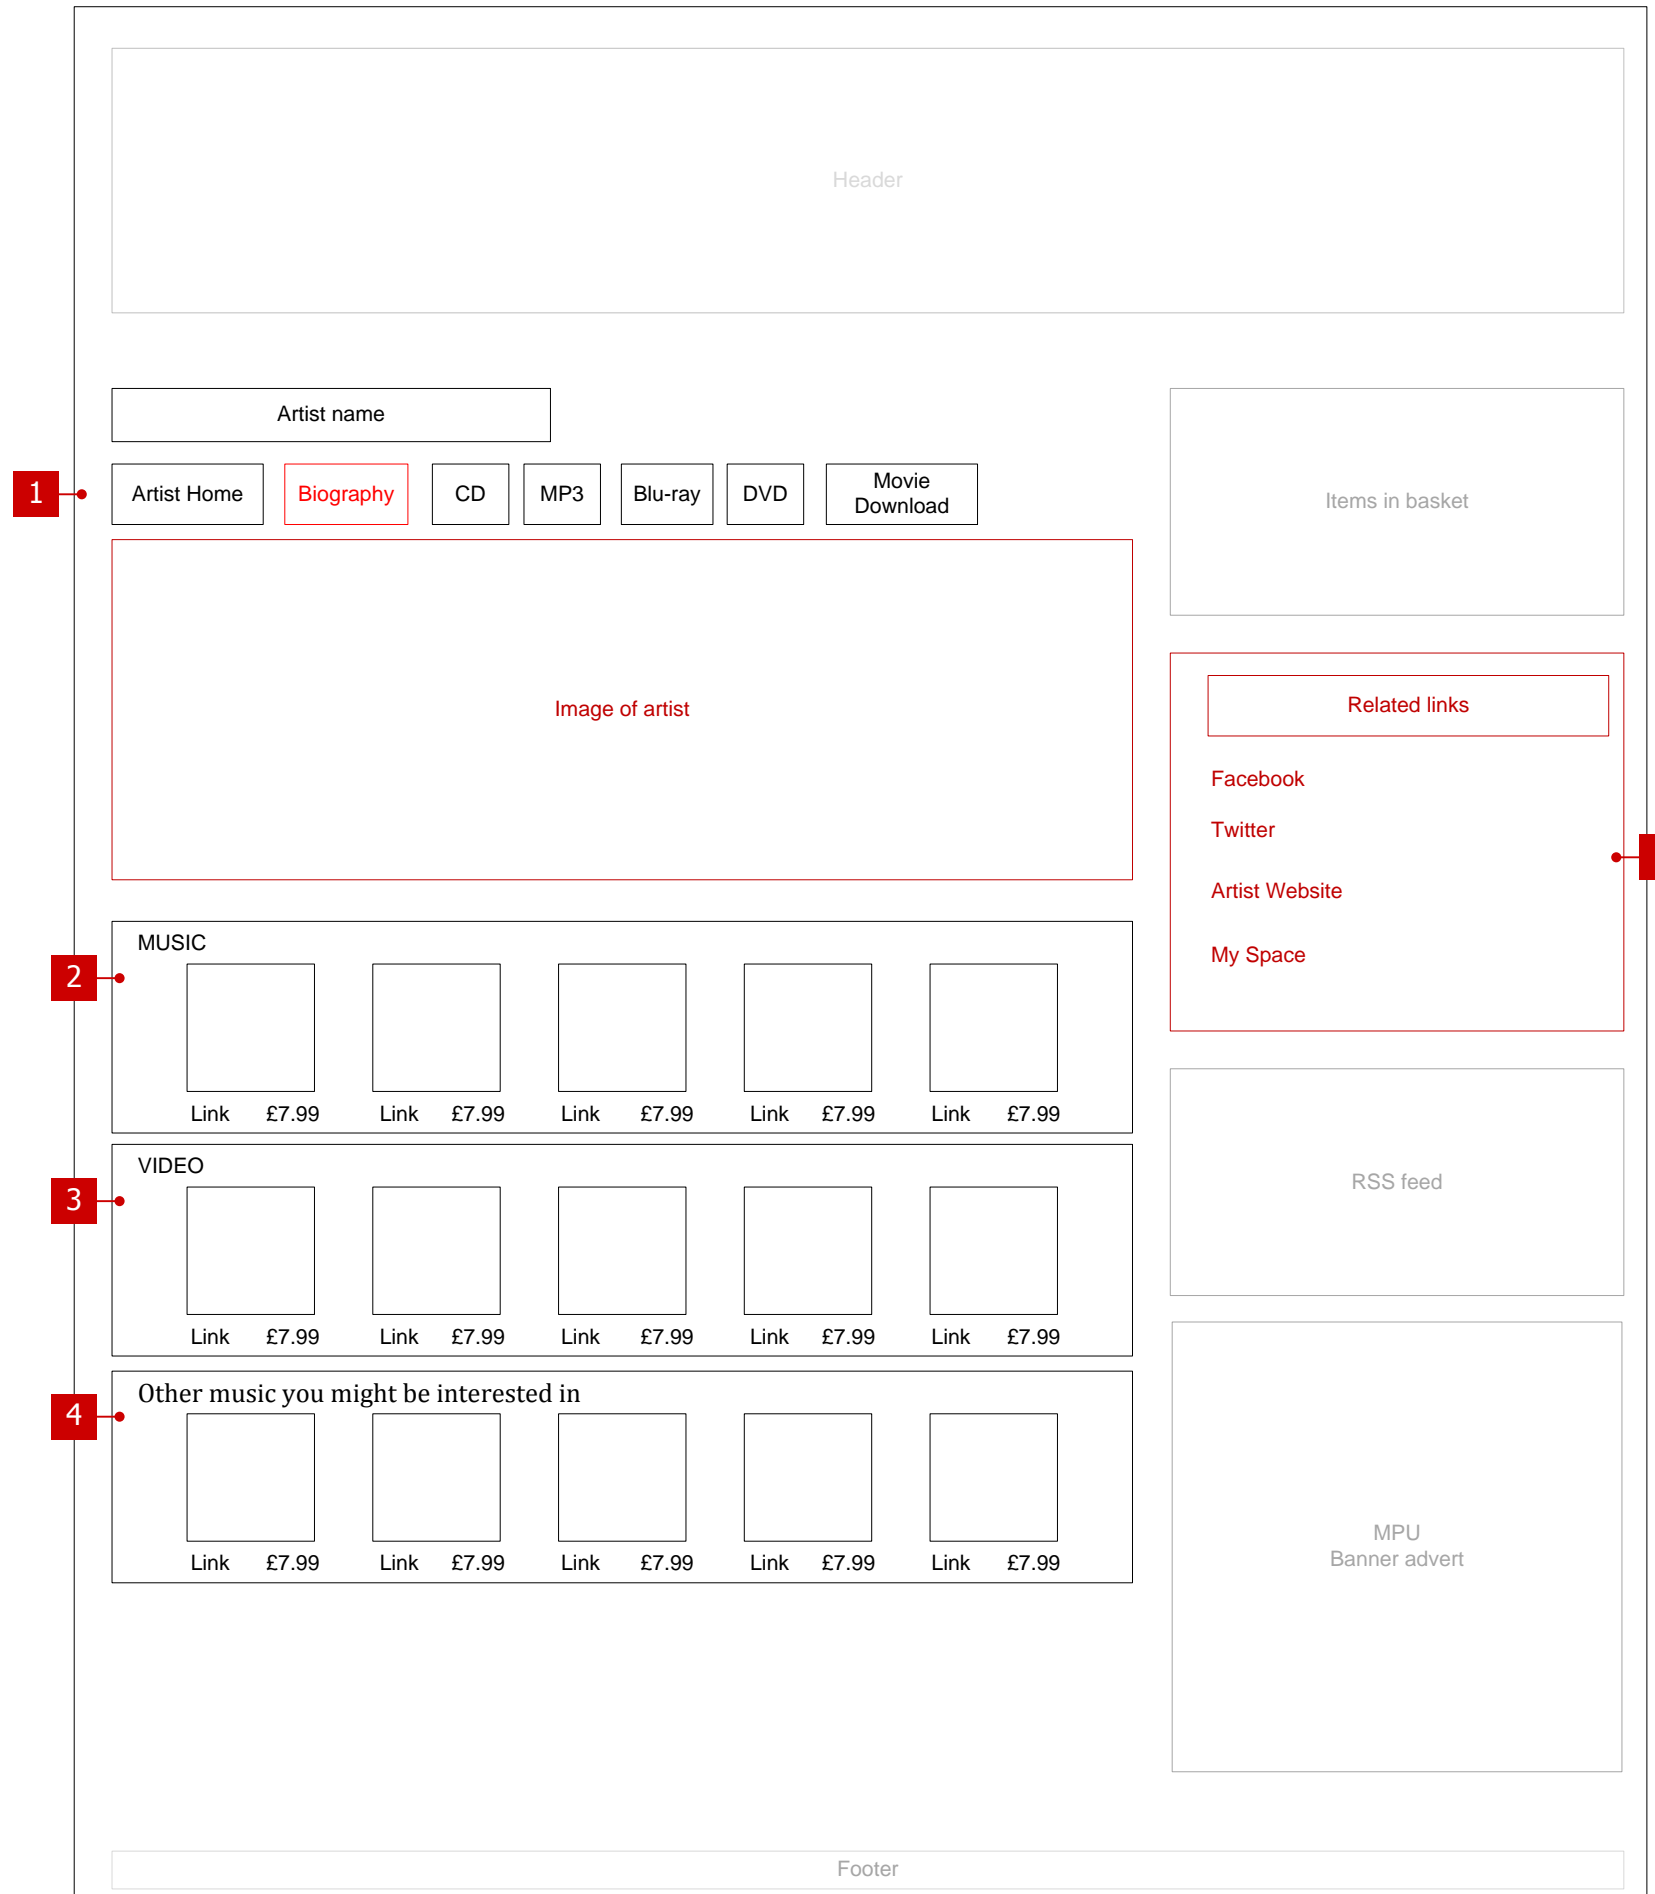 Header
Artist name
1
Artist Home
Biography
CD
MP3
Blu-ray
DVD
Movie
Download
Image of artist
2
MUSIC
Link £7.99 Link £7.99 Link £7.99 Link £7.99 Link £7.99
3
VIDEO
Link £7.99 Link £7.99 Link £7.99 Link £7.99 Link £7.99
4
Other music you might be interested in
Link £7.99 Link £7.99 Link £7.99 Link £7.99 Link £7.99
Items in basket
Related links
Facebook
Twitter
Artist Website
My Space
RSS feed
MPU
Banner advert
Footer